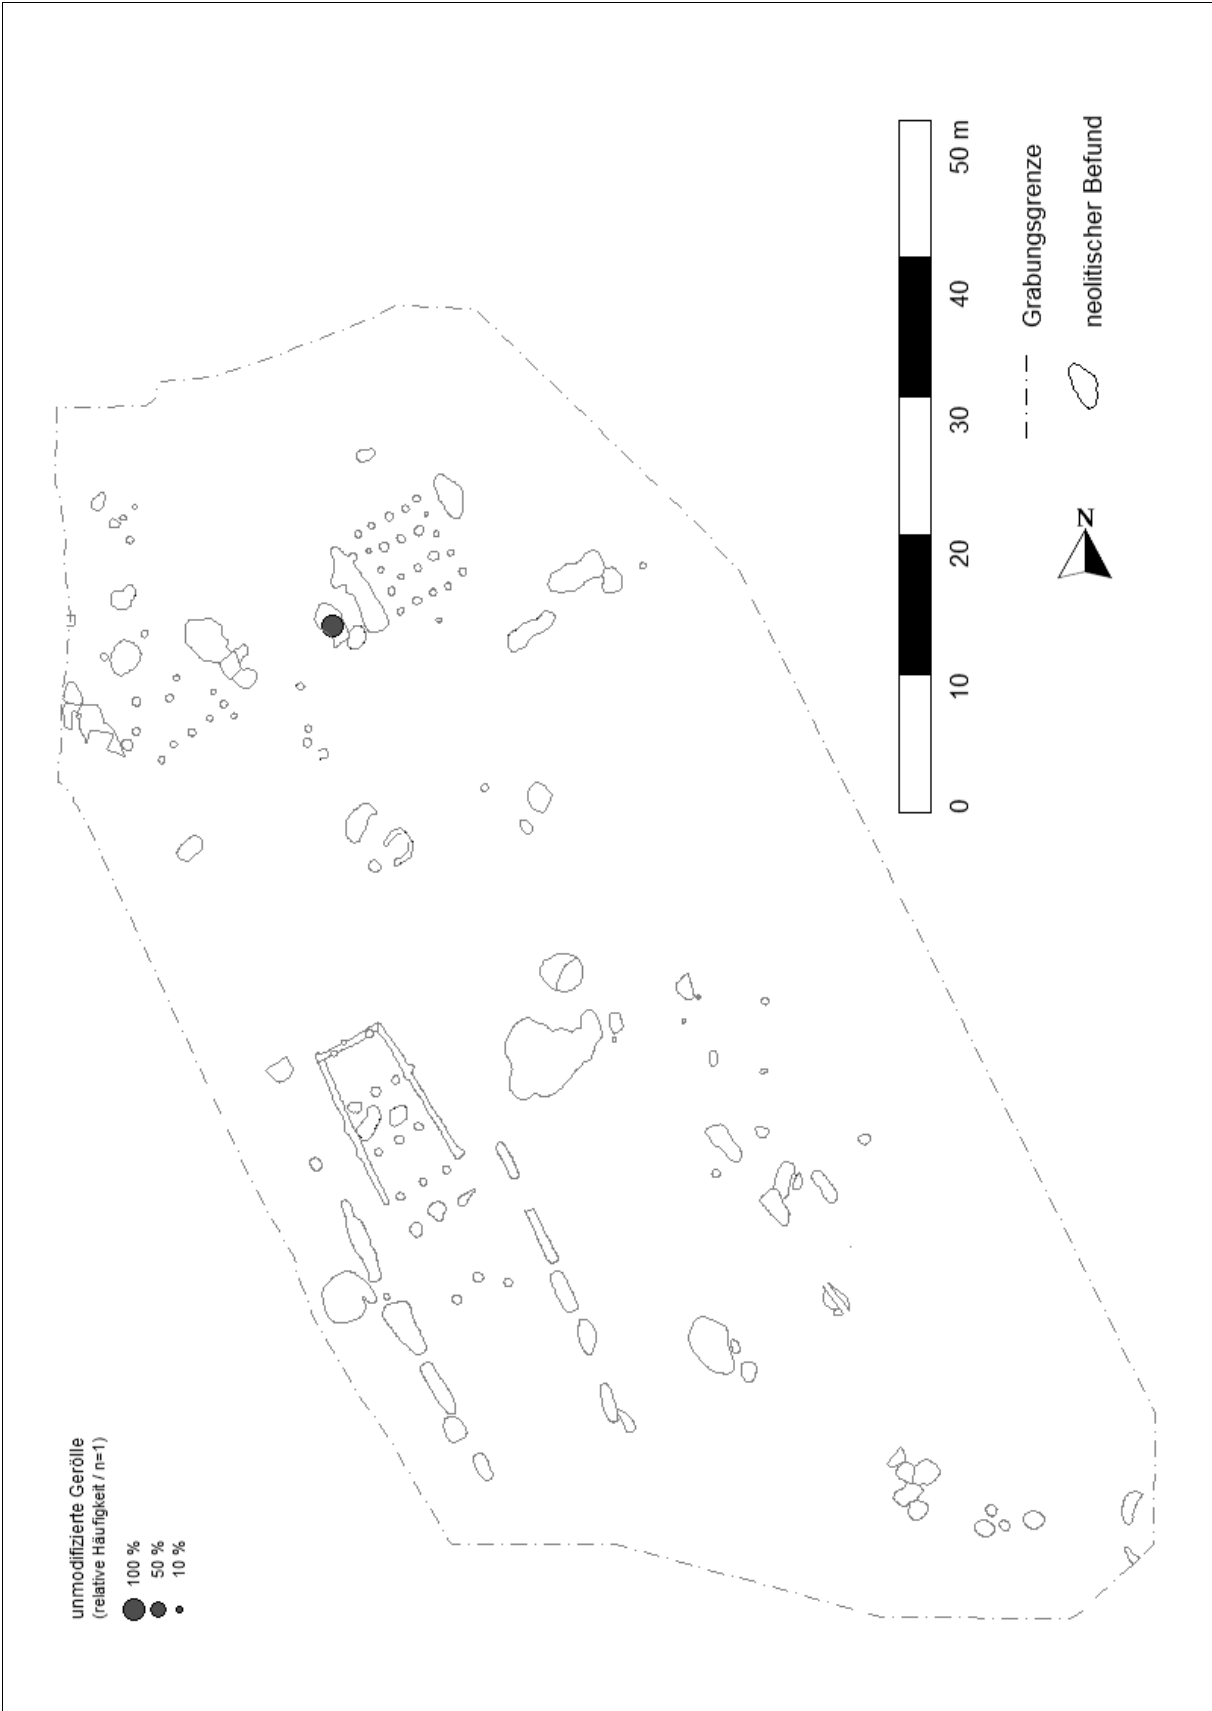 unmodifizierte Gerölle
(relative Häufigkeit / n=1)
100 %
50 %
10 %
0
10
20
30
40
50 m
Grabungsgrenze
neolitischer Befund
N